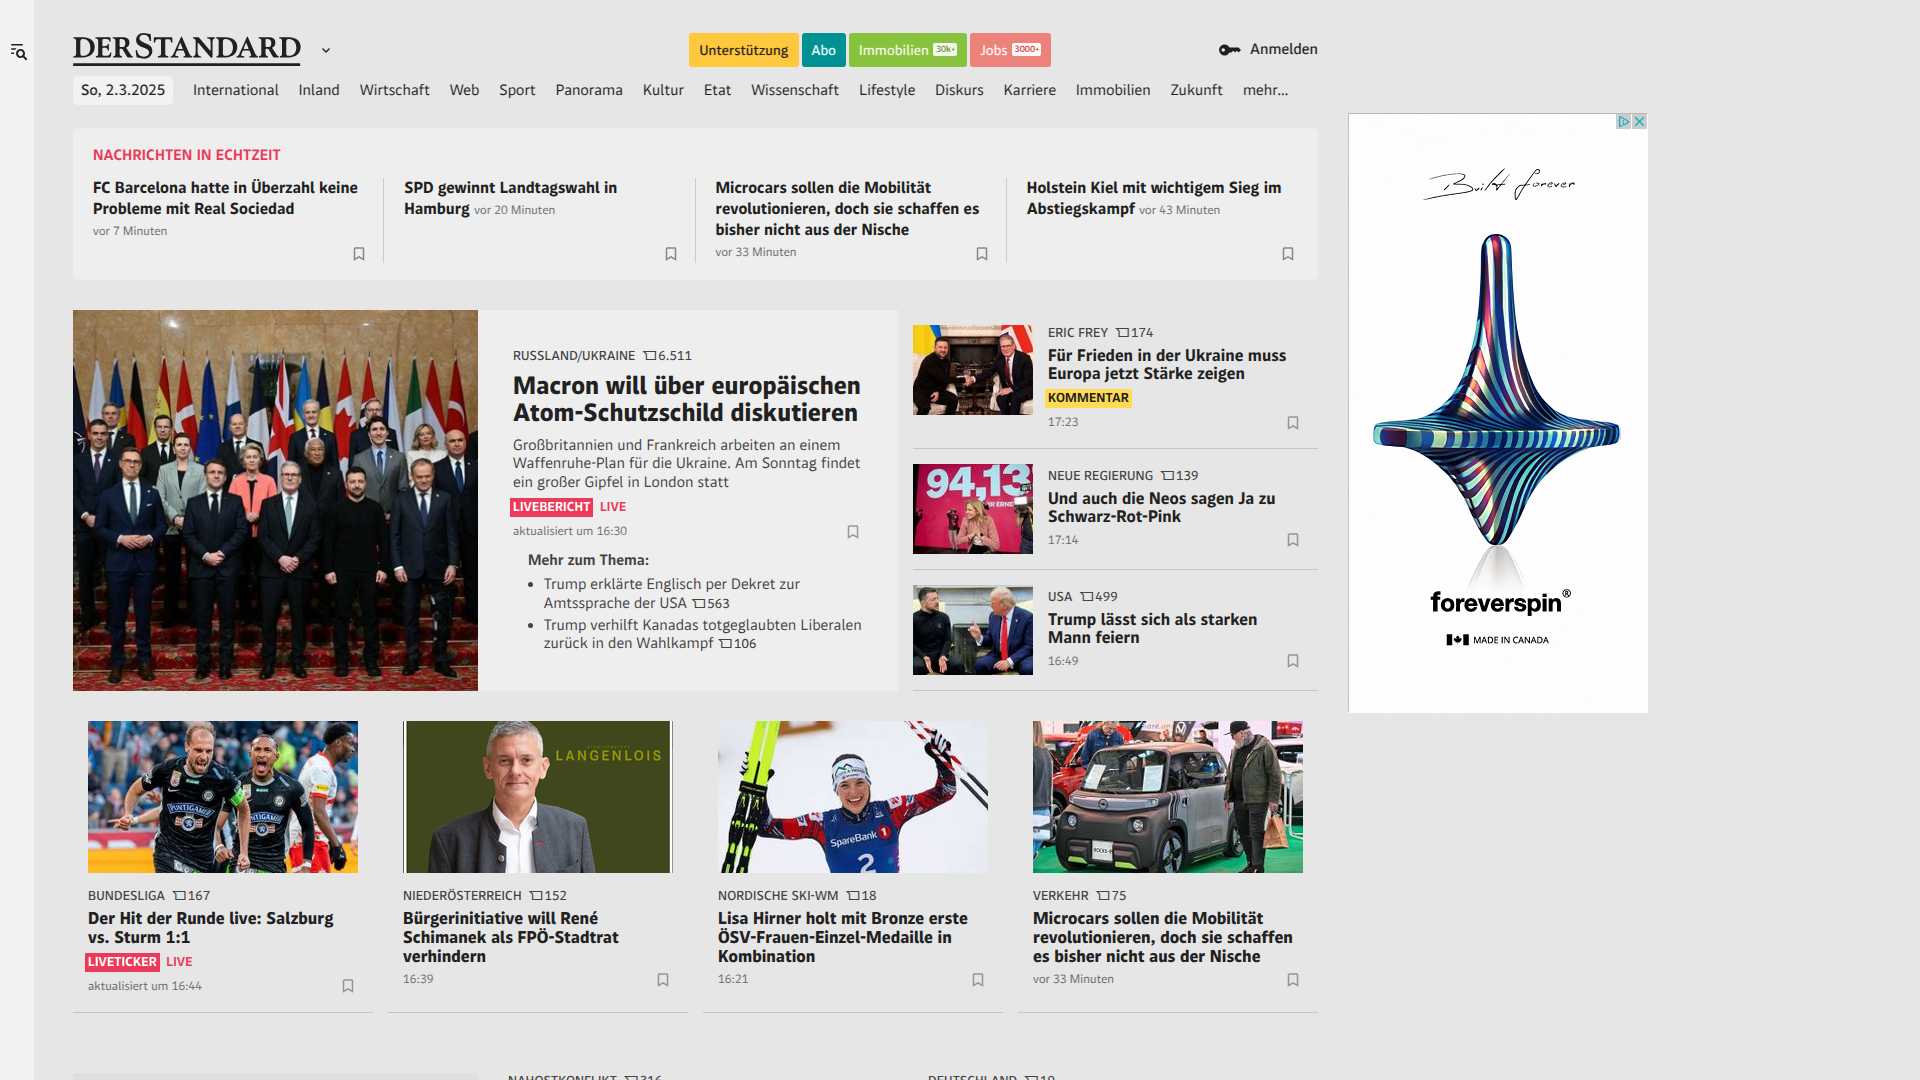 DERSTANDARD
Unterstützung
Abo
Immobilien 30k+
Jobs 3000+
Anmelden
So, 2.3.2025
International
Inland
Wirtschaft
Web
Sport
Panorama
Kultur
Etat
Wissenschaft
Lifestyle
Diskurs
Karriere
Immobilien
Zukunft
mehr...
NACHRICHTEN IN ECHTZEIT
FC Barcelona hatte in Überzahl keine
Probleme mit Real Sociedad
vor 7 Minuten
SPD gewinnt Landtagswahl in
Hamburg vor 20 Minuten
Microcars sollen die Mobilität
revolutionieren, doch sie schaffen es
bisher nicht aus der Nische
vor 33 Minuten
Holstein Kiel mit wichtigem Sieg im
Abstiegskampf vor 43 Minuten
RUSSLAND/UKRAINE 6.511
Macron will über europäischen
Atom-Schutzschild diskutieren
Großbritannien und Frankreich arbeiten an einem
Waffenruhe-Plan für die Ukraine. Am Sonntag findet
ein großer Gipfel in London statt
LIVEBERICHT LIVE
aktualisiert um 16:30
Mehr zum Thema:
• Trump erklärte Englisch per Dekret zur
Amtssprache der USA 563
• Trump verhilft Kanadas totgeglaubten Liberalen
zurück in den Wahlkampf 106
ERIC FREY 174
Für Frieden in der Ukraine muss
Europa jetzt Stärke zeigen
KOMMENTAR
17:23
94,13
NEUE REGIERUNG 139
Und auch die Neos sagen Ja zu
Schwarz-Rot-Pink
17:14
USA 499
Trump lässt sich als starken
Mann feiern
16:49
Built forever
foreverspin®
MADE IN CANADA
PUNTIGAMER
PUNTIGAM
BUNDESLIGA 167
Der Hit der Runde live: Salzburg
vs. Sturm 1:1
LIVETICKER LIVE
aktualisiert um 16:44
LANGENLOIS
NIEDERÖSTERREICH 152
Bürgerinitiative will René
Schimanek als FPÖ-Stadtrat
verhindern
16:39
SpareBank 1
2
NORDISCHE SKI-WM 18
Lisa Hirner holt mit Bronze erste
ÖSV-Frauen-Einzel-Medaille in
Kombination
16:21
VERKEHR 75
Microcars sollen die Mobilität
revolutionieren, doch sie schaffen
es bisher nicht aus der Nische
vor 33 Minuten
NAHOSTKONFLIKT 316
DEUTSCHLAND 19